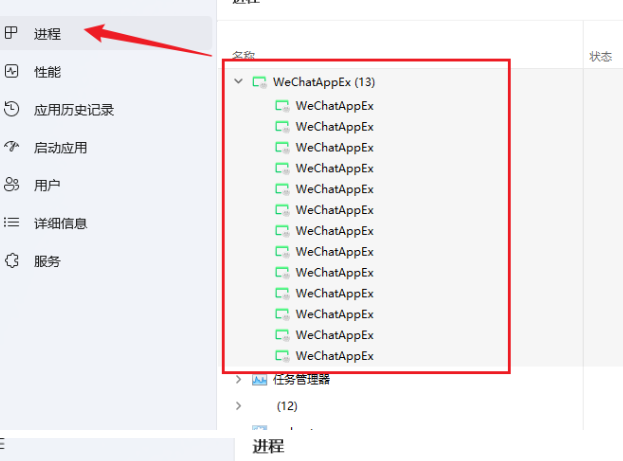 进程
进程
名称
状态
性能
应用历史记录
启动应用
用户
详细信息
服务
WeChatAppEx (13)
WeChatAppEx
WeChatAppEx
WeChatAppEx
WeChatAppEx
WeChatAppEx
WeChatAppEx
WeChatAppEx
WeChatAppEx
WeChatAppEx
WeChatAppEx
WeChatAppEx
WeChatAppEx
WeChatAppEx
任务管理器
(12)
进程